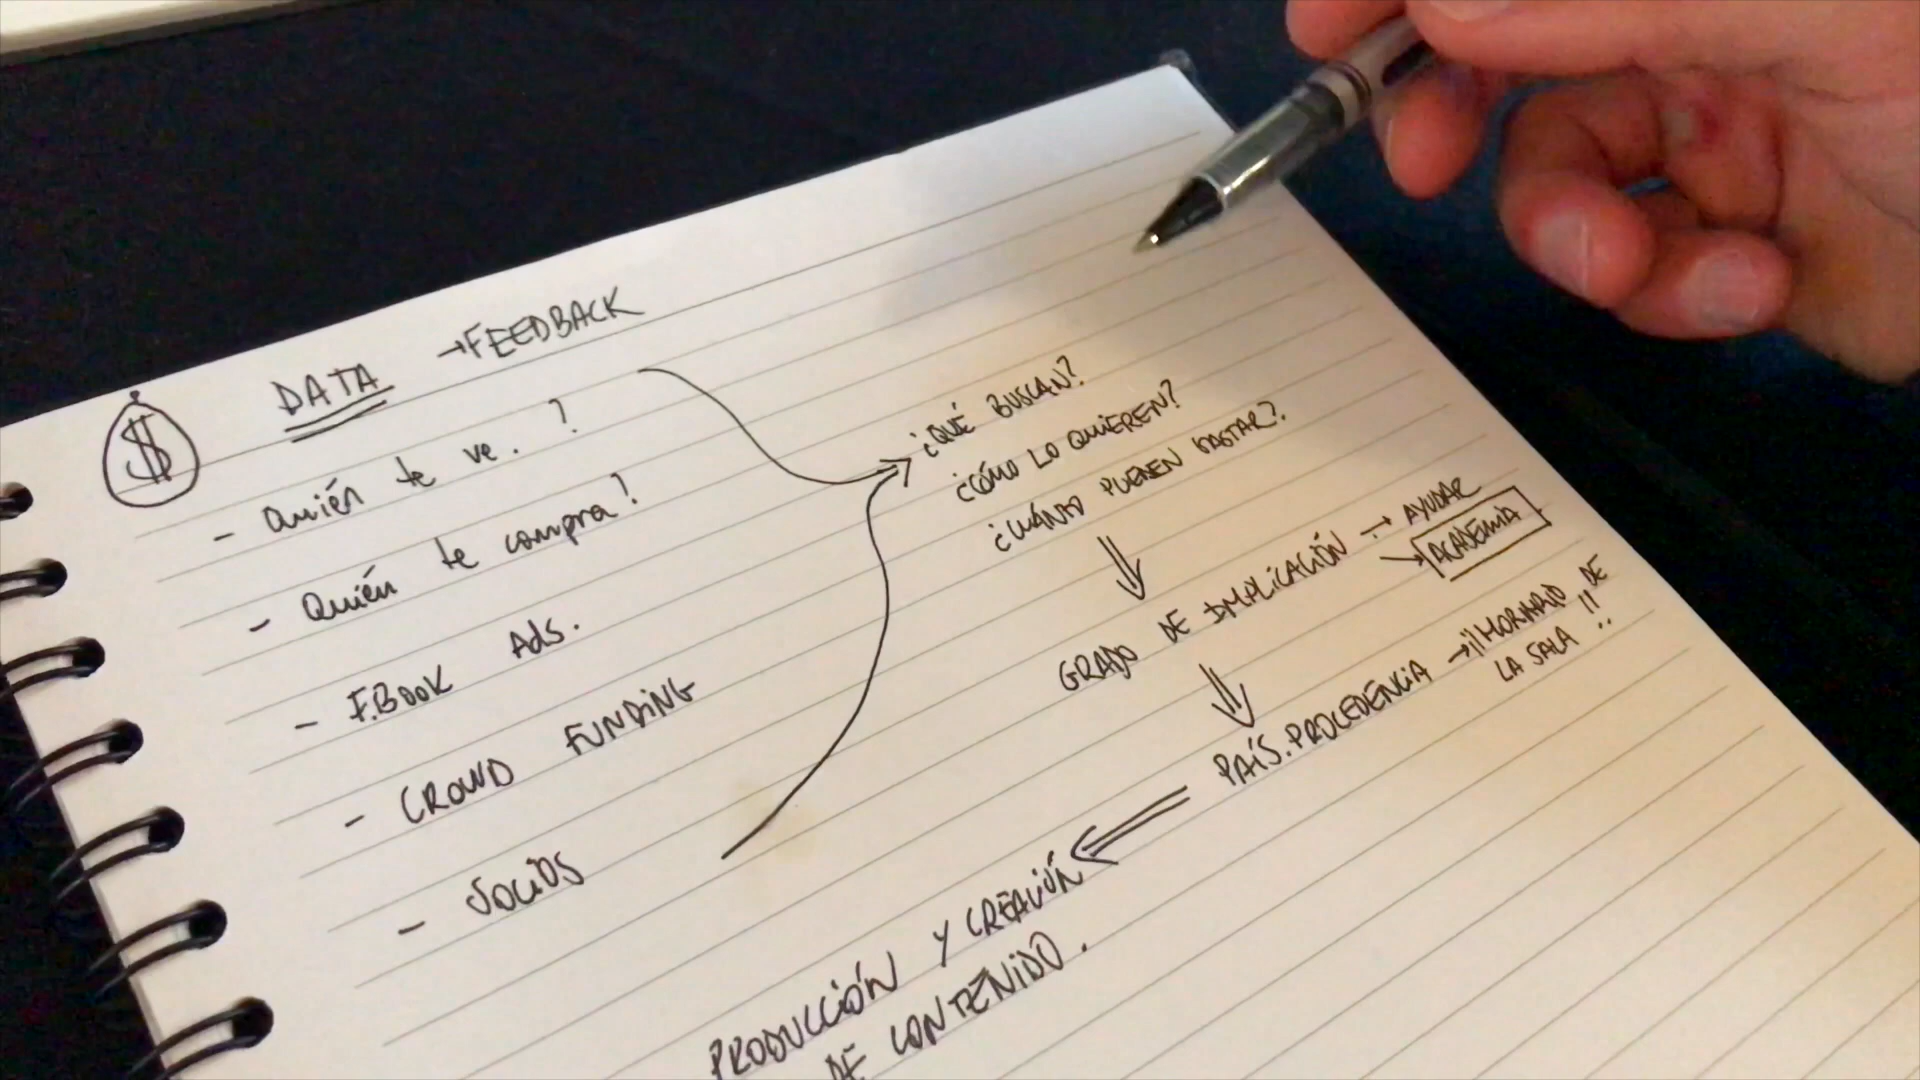 $ DATA → FEEDBACK
- Quién te ve. ?
- Quién te compra?
- F.BOOK Ads.
- CROWD FUNDING
- SOCIOS
¿QUÉ BUSCAN?
¿CÓMO LO QUIEREN?
¿CUÁNTO PUEDEN GASTAR?
GRADO DE IMPLICACIÓN → AYUDAR
→ ACADEMIA
PAÍS. PROCEDENCIA → ¡¡HORARIO DE
LA SALA!!
PRODUCCIÓN Y CREACIÓN
DE CONTENIDO.